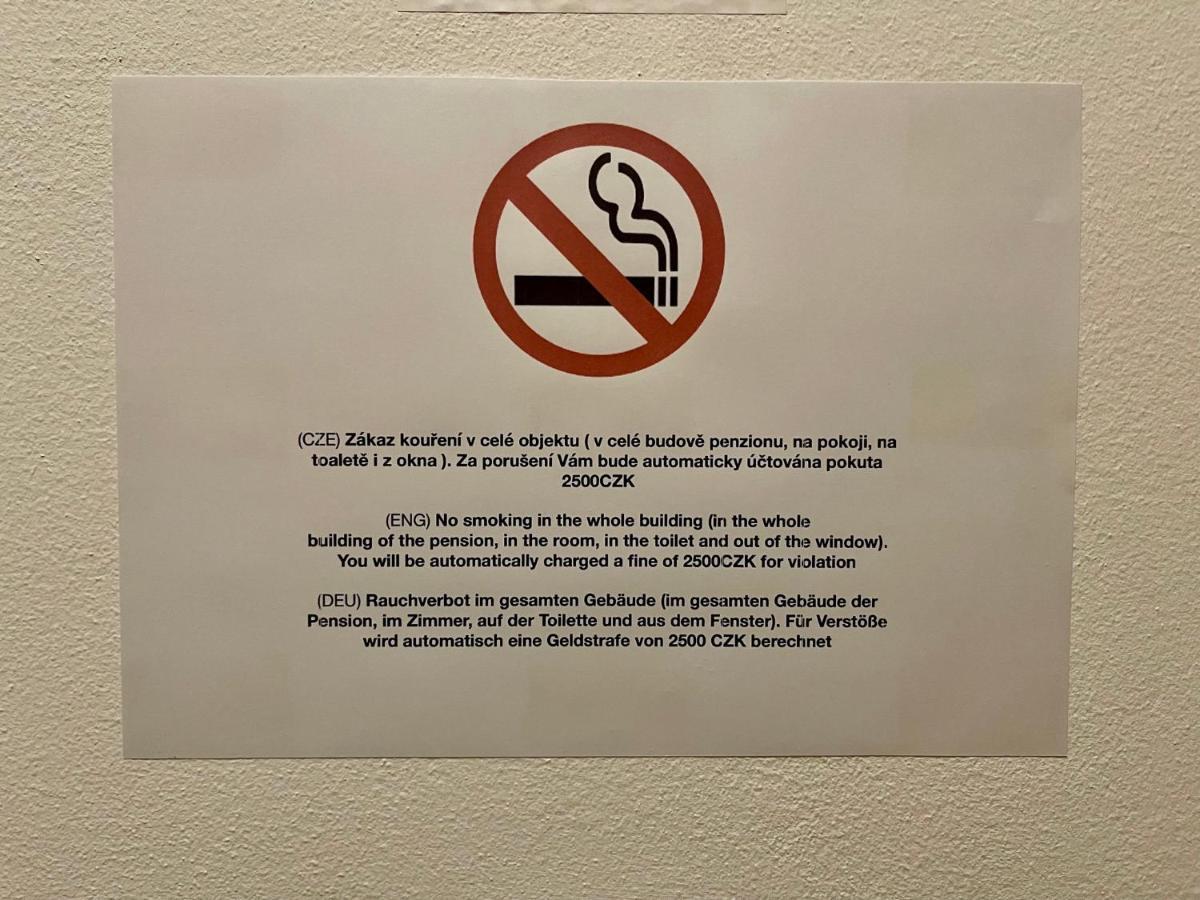 (CZE) Zákaz kouření v celé objektu ( v celé budově penzionu, na pokoji, na
toaletě i z okna ). Za porušení Vám bude automaticky účtována pokuta
2500CZK
(ENG) No smoking in the whole building (in the whole
building of the pension, in the room, in the toilet and out of the window).
You will be automatically charged a fine of 2500CZK for violation
(DEU) Rauchverbot im gesamten Gebäude (im gesamten Gebäude der
Pension, im Zimmer, auf der Toilette und aus dem Fenster). Für Verstöße
wird automatisch eine Geldstrafe von 2500 CZK berechnet